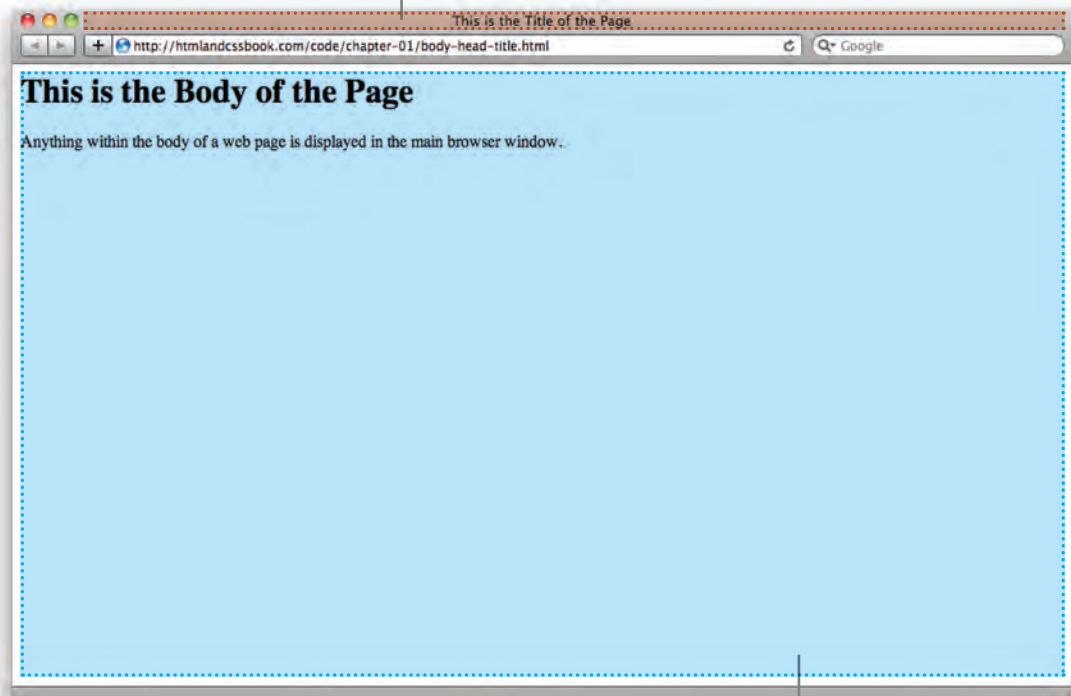 This is the Title of the Page
+ http://htmlandcssbook.com/code/chapter-01/body-head-title.html Google
This is the Body of the Page
Anything within the body of a web page is displayed in the main browser window.